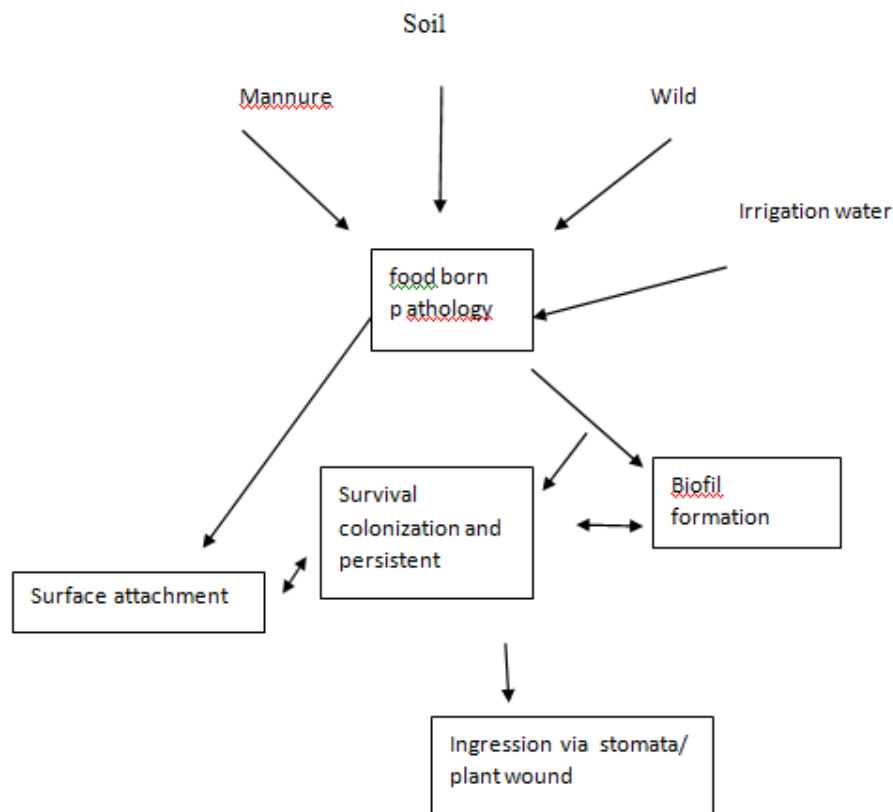 Soil
Mannure
Wild
Irrigation water
food born
p athology
Survival
colonization and
persistent
Biofil
formation
Surface attachment
Ingression via stomata/
plant wound